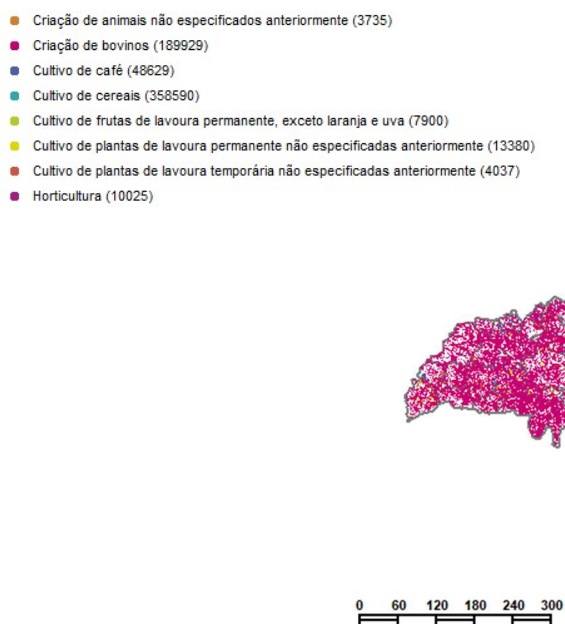 Criação de animais não especificados anteriormente (3735)
Criação de bovinos (189929)
Cultivo de café (48629)
Cultivo de cereais (358590)
Cultivo de frutas de lavoura permanente, exceto laranja e uva (7900)
Cultivo de plantas de lavoura permanente não especificadas anteriormente (13380)
Cultivo de plantas de lavoura temporária não especificadas anteriormente (4037)
Horticultura (10025)
0 60 120 180 240 300